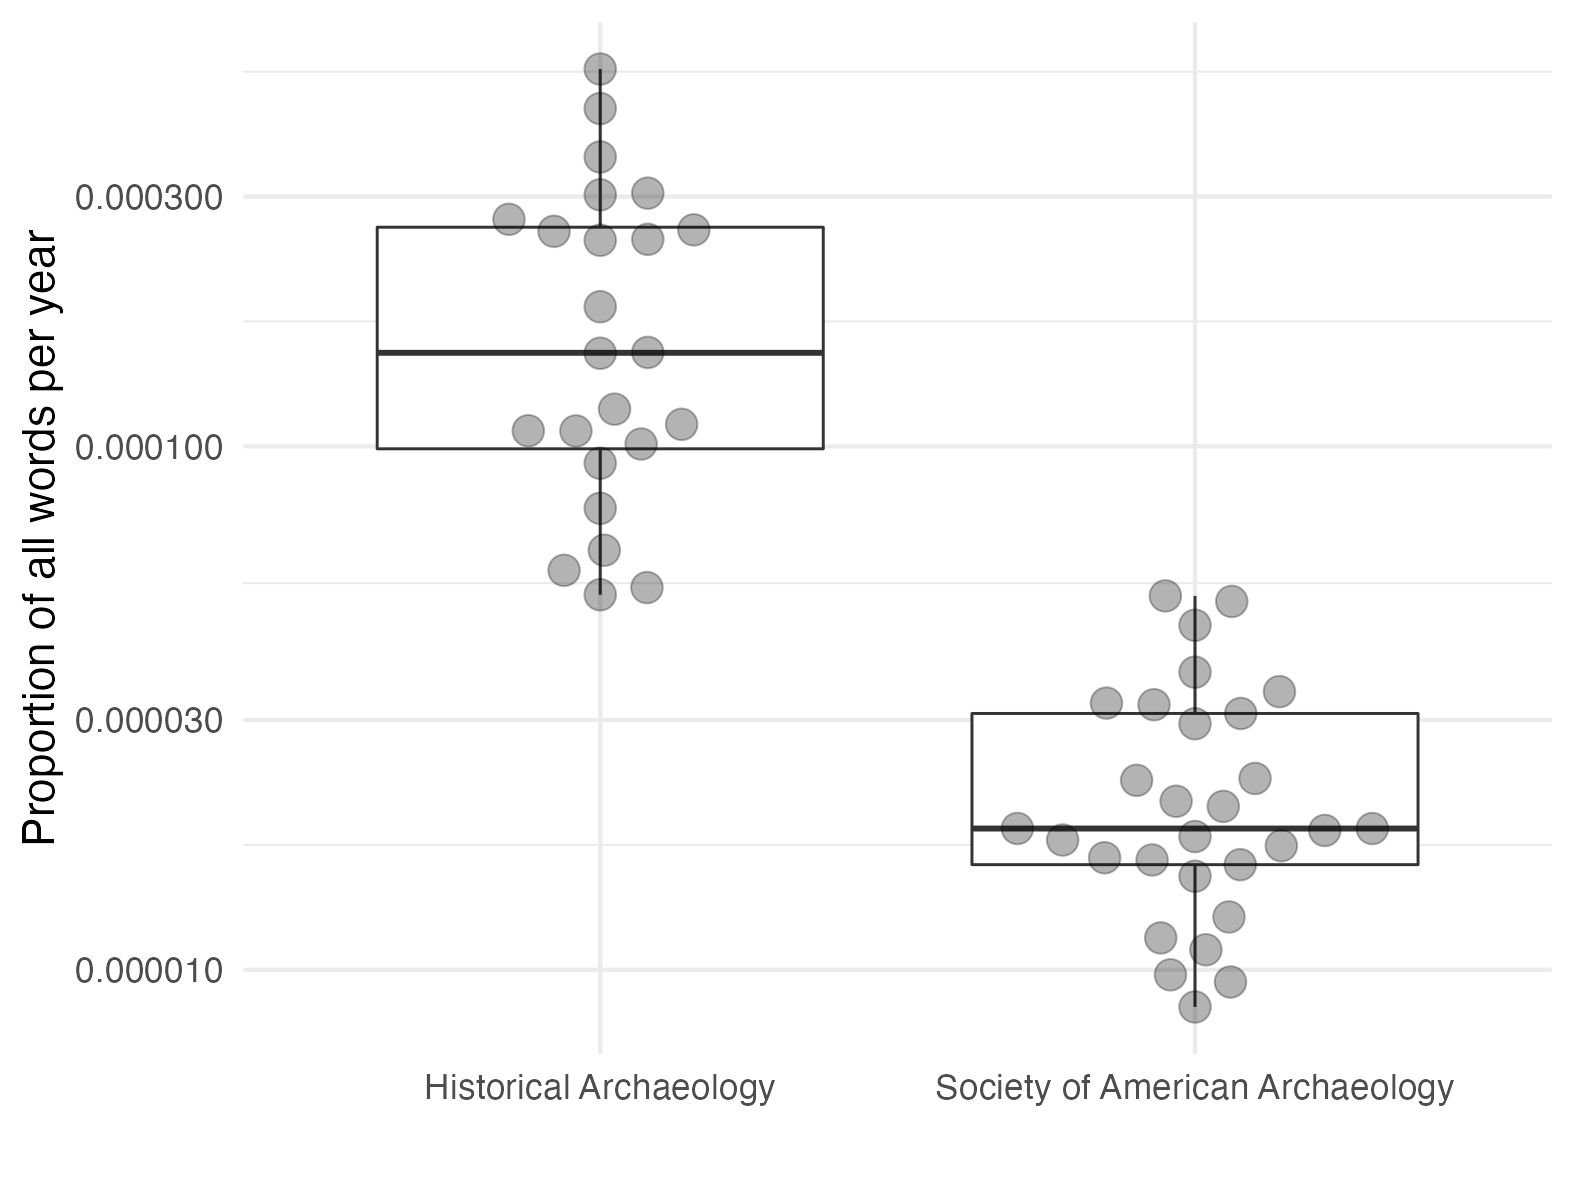 Proportion of all words per year
0.000300
0.000100
0.000030
0.000010
Historical Archaeology
Society of American Archaeology